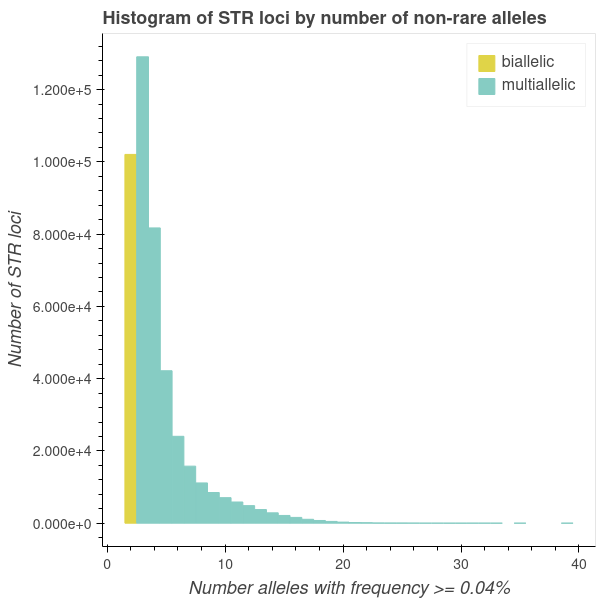 Histogram of STR loci by number of non-rare alleles
biallelic
multiallelic
Number of STR loci
1.200e+5
1.000e+5
8.000e+4
6.000e+4
4.000e+4
2.000e+4
0.000e+0
0 10 20 30 40
Number alleles with frequency >= 0.04%